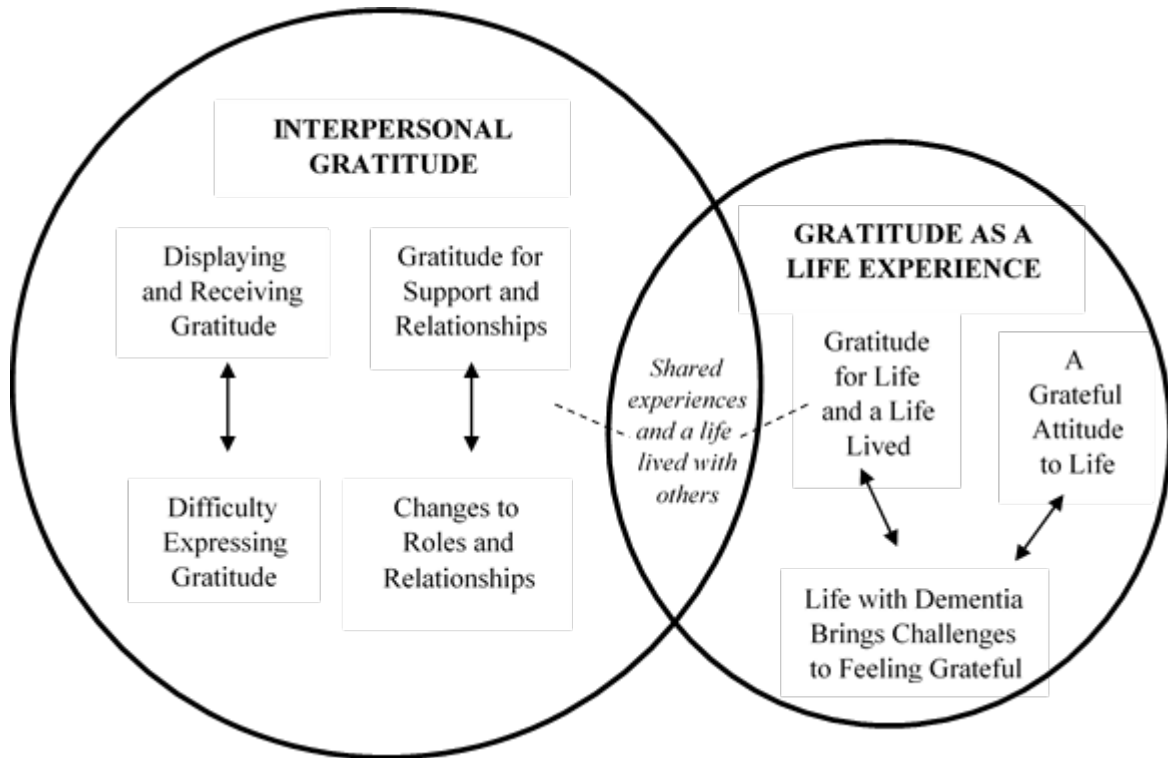 INTERPERSONAL
GRATITUDE
Displaying
and Receiving
Gratitude
Gratitude for
Support and
Relationships
Difficulty
Expressing
Gratitude
Changes to
Roles and
Relationships
Shared
experiences
and a life
lived with
others
GRATITUDE AS A
LIFE EXPERIENCE
Gratitude
for Life
and a Life
Lived
A
Grateful
Attitude
to Life
Life with Dementia
Brings Challenges
to Feeling Grateful